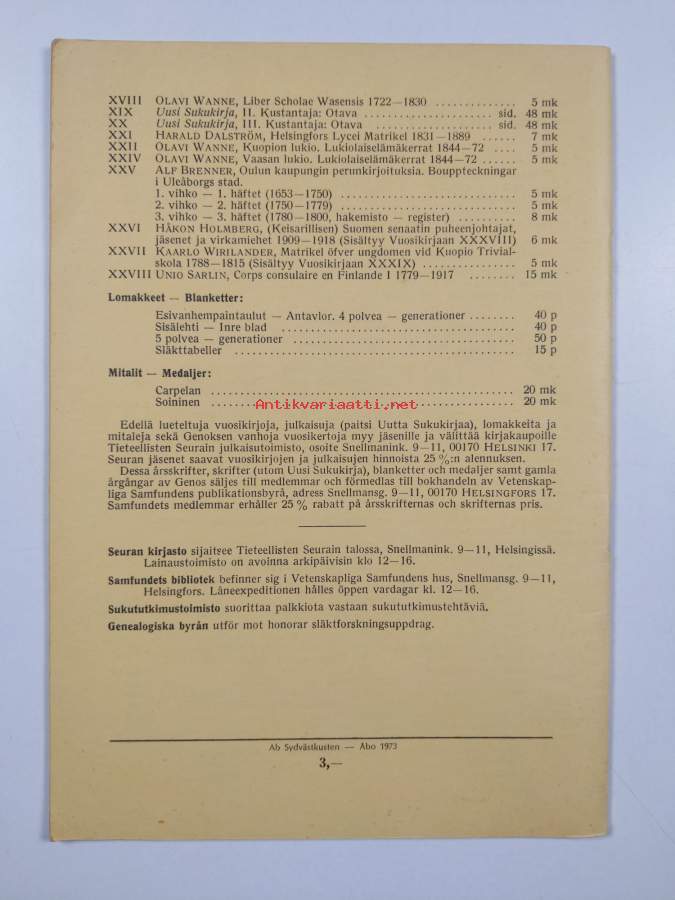 XVIII OLAVI WANNE, Liber Scholae Wasensis 1722—1830 .............. 5 mk
XIX Uusi Sukukirja, II. Kustantaja: Otava ...................... sid. 48 mk
XX Uusi Sukukirja, III. Kustantaja: Otava .................... sid. 48 mk
XXI HARALD DALSTRÖM, Helsingfors Lycei Matrikel 1831—1889 ...... 7 mk
XXII OLAVI WANNE, Kuopion lukio. Lukiolaiselämäkerrat 1844—72 .... 5 mk
XXIV OLAVI WANNE, Vaasan lukio. Lukiolaiselämäkerrat 1844—72 ...... 5 mk
XXV ALF BRENNER, Oulun kaupungin perunkirjoituksia. Bouppteckningar
i Uleåborgs stad.
1. vihko — 1. häftet (1653—1750) .............................. 5 mk
2. vihko — 2. häftet (1750—1779) .............................. 5 mk
3. vihko — 3. häftet (1780—1800, hakemisto — register) .......... 8 mk
XXVI HÅKON HOLMBERG, (Keisarillisen) Suomen senaatin puheenjohtajat,
jäsenet ja virkamiehet 1909—1918 (Sisältyy Vuosikirjaan XXXVIII) 6 mk
XXVII KAARLO WIRILANDER, Matrikel öfver ungdomen vid Kuopio Trivial-
skola 1788—1815 (Sisältyy Vuosikirjaan XXXIX) ................ 5 mk
XXVIII UNIO SARLIN, Corps consulaire en Finlande I 1779—1917 ........ 15 mk
Lomakkeet — Blanketter:
Esivanhempaintaulut — Antavlor. 4 polvea — generationer ........ 40 p
Sisälehti — Inre blad ........................................ 40 p
5 polvea — generationer ...................................... 50 p
Släkttabeller ................................................ 15 p
Mitalit — Medaljer:
Carpelan .................................................... 20 mk
Soininen .................................................... 20 mk
Antikvariaatti.net
Edellä lueteltuja vuosikirjoja, julkaisuja (paitsi Uutta Sukukirjaa), lomakkeita ja
mitaleja sekä Genoksen vanhoja vuosikertoja myy jäsenille ja välittää kirjakaupoille
Tieteellisten Seurain julkaisutoimisto, osoite Snellmanink. 9—11, 00170 HELSINKI 17.
Seuran jäsenet saavat vuosikirjojen ja julkaisujen hinnoista 25 %:n alennuksen.
Dessa årsskrifter, skrifter (utom Uusi Sukukirja), blanketter och medaljer samt gamla
årgångar av Genos säljes till medlemmar och förmedlas till bokhandeln av Vetenskap-
liga Samfundens publikationsbyrå, adress Snellmansg. 9—11, 00170 HELSINGFORS 17.
Samfundets medlemmar erhåller 25 % rabatt på årsskrifternas och skrifternas pris.
Seuran kirjasto sijaitsee Tieteellisten Seurain talossa, Snellmanink. 9—11, Helsingissä.
Lainaustoimisto on avoinna arkipäivisin klo 12—16.
Samfundets bibliotek befinner sig i Vetenskapliga Samfundens hus, Snellmansg. 9—11,
Helsingfors. Låneexpeditionen hålles öppen vardagar kl. 12—16.
Sukututkimustoimisto suorittaa palkkiota vastaan sukututkimustehtäviä.
Genealogiska byrån utför mot honorar släktforskningsuppdrag.
Ab Sydvästkusten — Åbo 1973
3,—